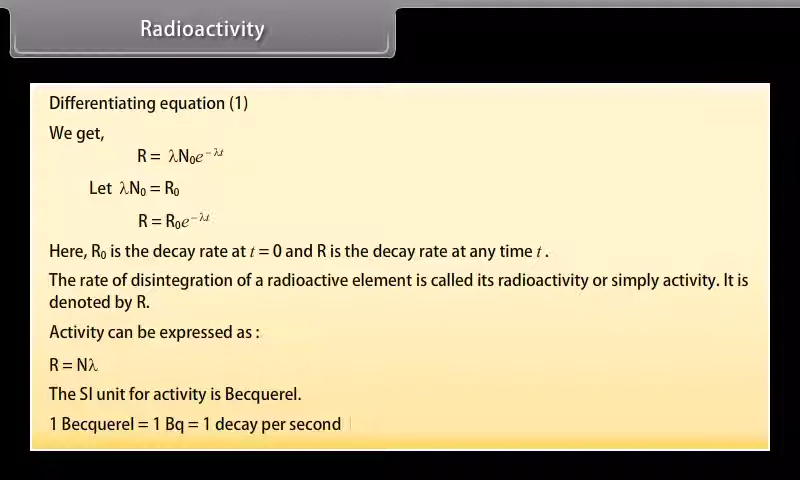 Radioactivity
Differentiating equation (1)
We get,
R = λN₀e⁻λt
Let λN₀ = R₀
R = R₀e⁻λt
Here, R₀ is the decay rate at t = 0 and R is the decay rate at any time t .
The rate of disintegration of a radioactive element is called its radioactivity or simply activity. It is
denoted by R.
Activity can be expressed as :
R = Nλ
The SI unit for activity is Becquerel.
1 Becquerel = 1 Bq = 1 decay per second